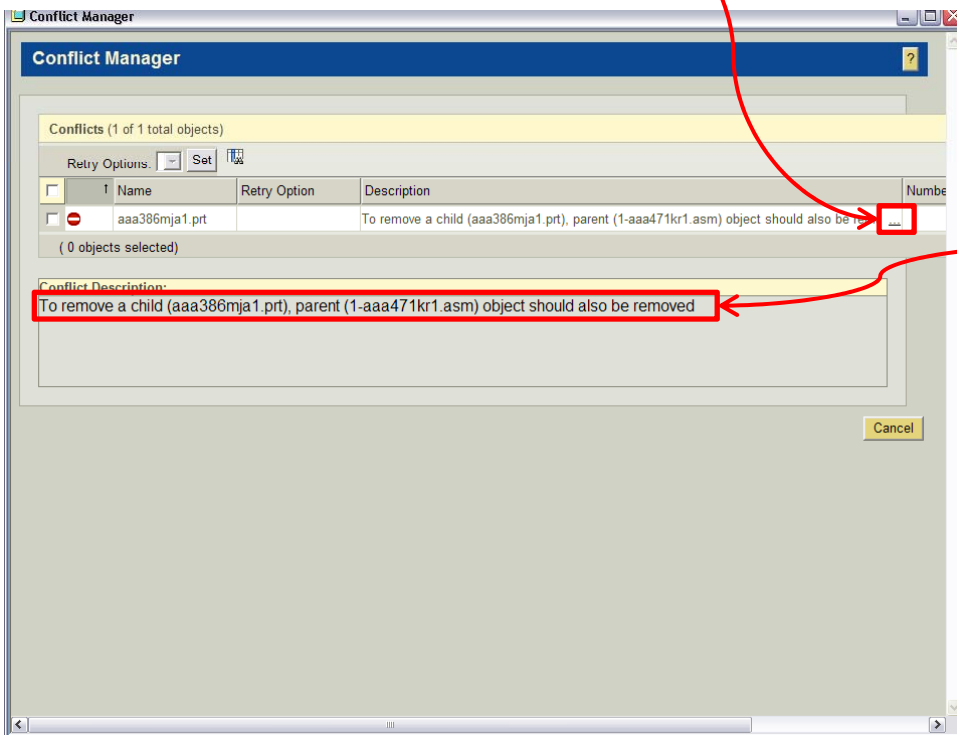 Conflict Manager
Conflict Manager
?
Conflicts (1 of 1 total objects)
Retry Options: Set
↑ Name Retry Option Description Numbe
aaa386mja1.prt To remove a child (aaa386mja1.prt), parent (1-aaa471kr1.asm) object should also be ...
( 0 objects selected)
Conflict Description:
To remove a child (aaa386mja1.prt), parent (1-aaa471kr1.asm) object should also be removed
Cancel